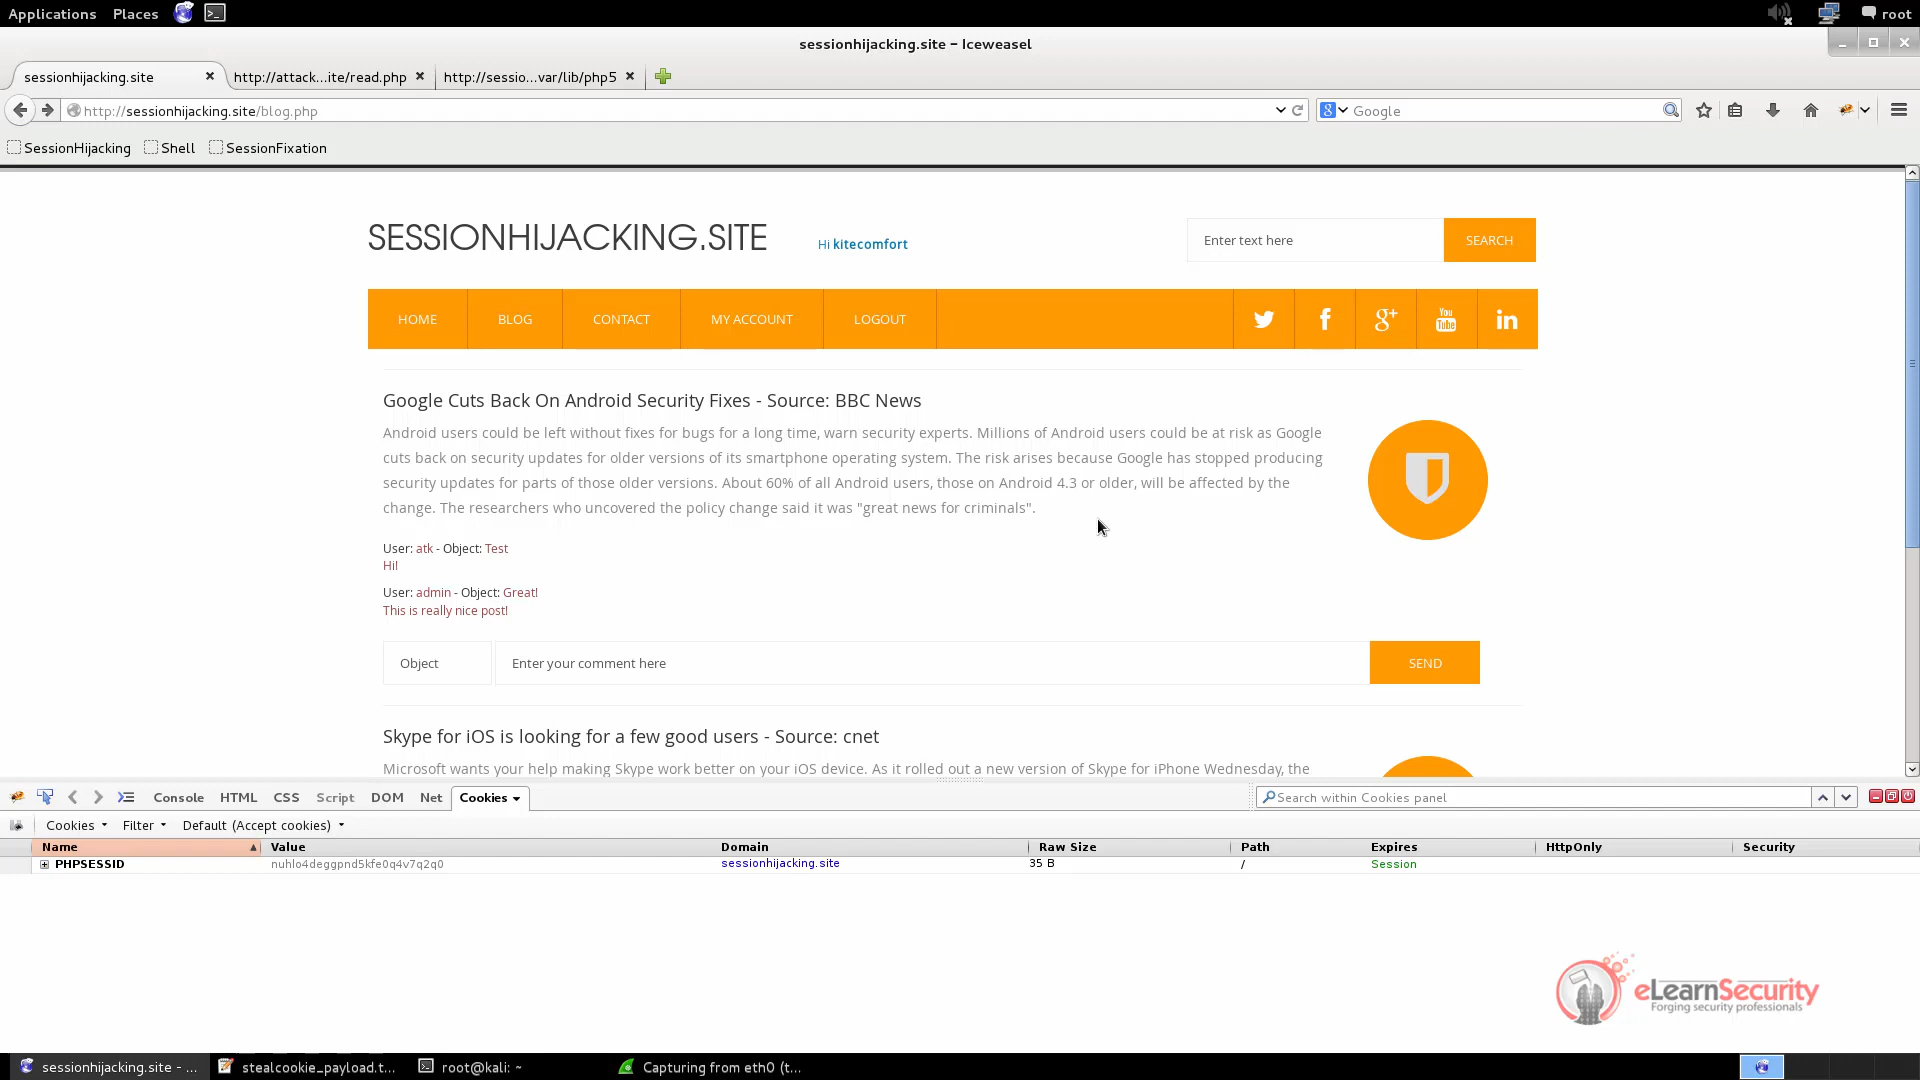 Applications Places root
sessionhijacking.site - Iceweasel
sessionhijacking.site http://attack...ite/read.php http://sessio...var/lib/php5
http://sessionhijacking.site/blog.php Google
SessionHijacking Shell SessionFixation
SESSIONHIJACKING.SITE Hi kitecomfort Enter text here SEARCH
HOME BLOG CONTACT MY ACCOUNT LOGOUT You Tube
Google Cuts Back On Android Security Fixes - Source: BBC News
Android users could be left without fixes for bugs for a long time, warn security experts. Millions of Android users could be at risk as Google
cuts back on security updates for older versions of its smartphone operating system. The risk arises because Google has stopped producing
security updates for parts of those older versions. About 60% of all Android users, those on Android 4.3 or older, will be affected by the
change. The researchers who uncovered the policy change said it was "great news for criminals".
User: atk - Object: Test
Hi!
User: admin - Object: Great!
This is really nice post!
Object Enter your comment here SEND
Skype for iOS is looking for a few good users - Source: cnet
Microsoft wants your help making Skype work better on your iOS device. As it rolled out a new version of Skype for iPhone Wednesday, the
Console HTML CSS Script DOM Net Cookies Search within Cookies panel
Cookies Filter Default (Accept cookies)
Name Value Domain Raw Size Path Expires HttpOnly Security
PHPSESSID nuhlo4deggpnd5kfe0q4v7q2q0 sessionhijacking.site 35 B / Session
eLearnSecurity
Forging security professionals
sessionhijacking.site - ... stealcookie_payload.t... root@kali: ~ Capturing from eth0 (t...